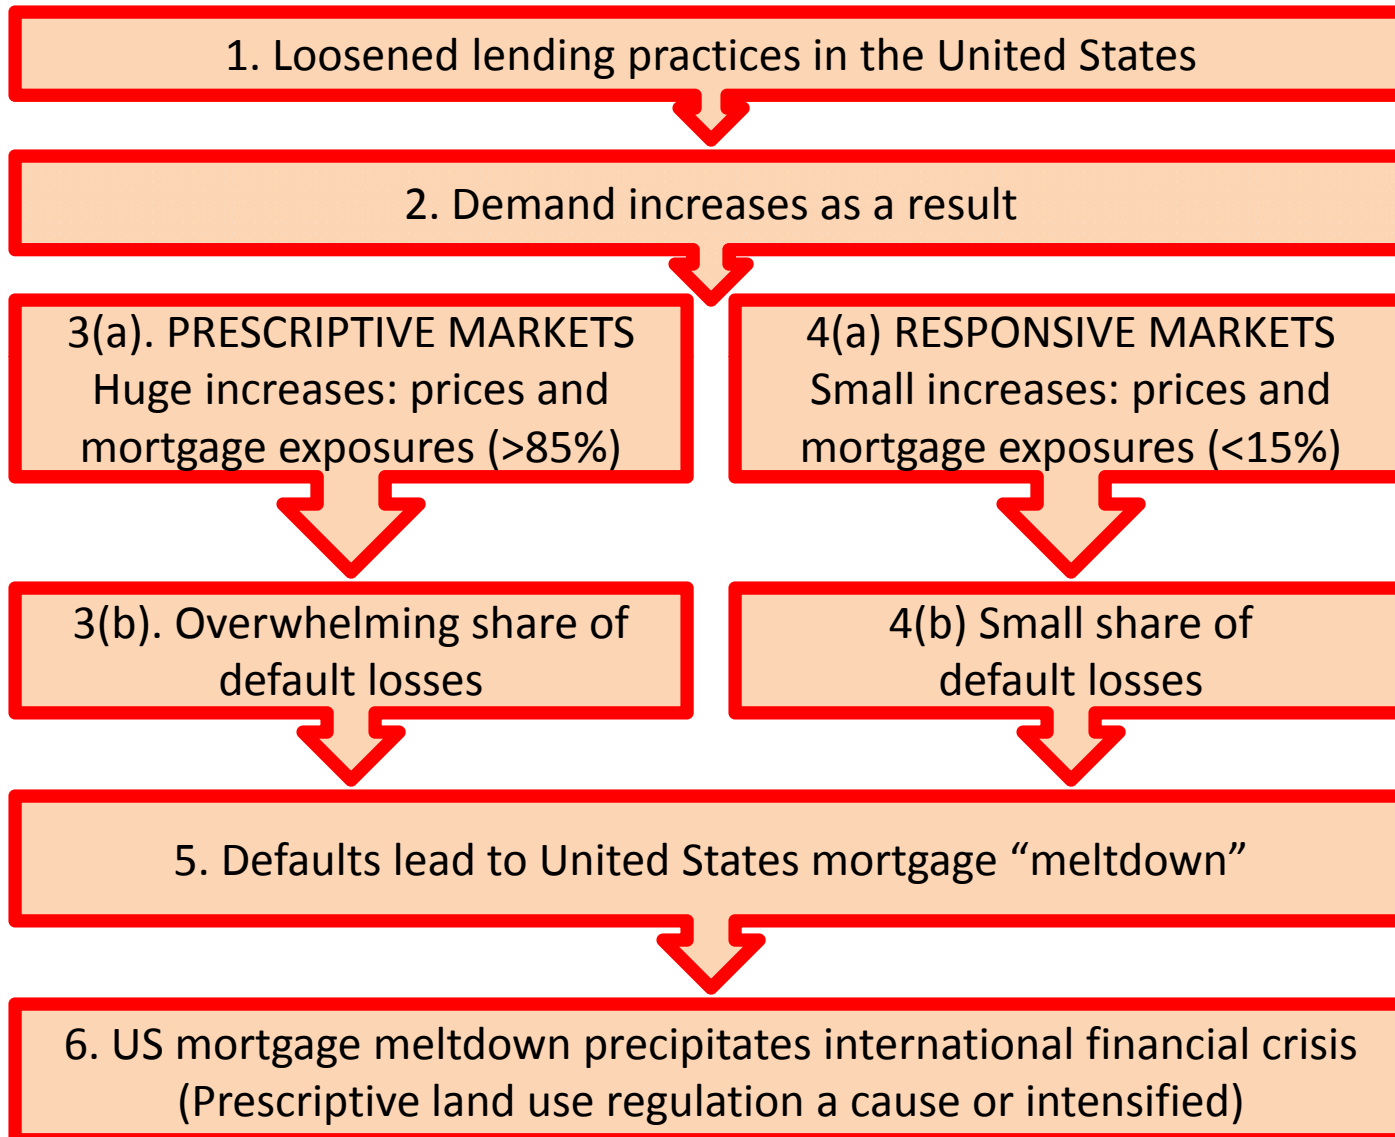 1. Loosened lending practices in the United States
2. Demand increases as a result
3(a). PRESCRIPTIVE MARKETS
Huge increases: prices and
mortgage exposures (>85%)
4(a) RESPONSIVE MARKETS
Small increases: prices and
mortgage exposures (<15%)
3(b). Overwhelming share of
default losses
4(b) Small share of
default losses
5. Defaults lead to United States mortgage “meltdown”
6. US mortgage meltdown precipitates international financial crisis
(Prescriptive land use regulation a cause or intensified)